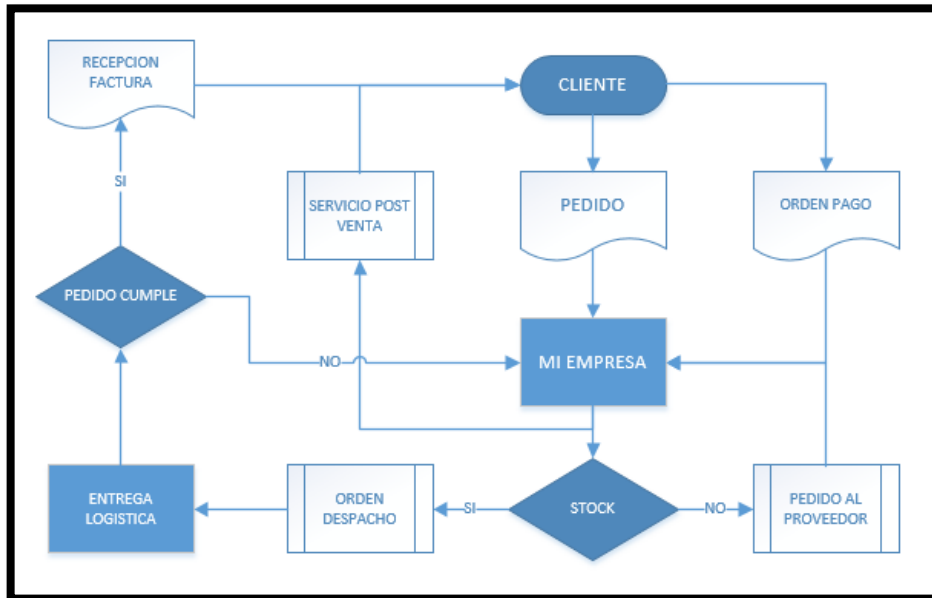 RECEPCION
FACTURA
CLIENTE
SI
SERVICIO POST
VENTA
PEDIDO
ORDEN PAGO
PEDIDO CUMPLE
NO
MI EMPRESA
ENTREGA
LOGISTICA
ORDEN
DESPACHO
SI
STOCK
NO
PEDIDO AL
PROVEEDOR